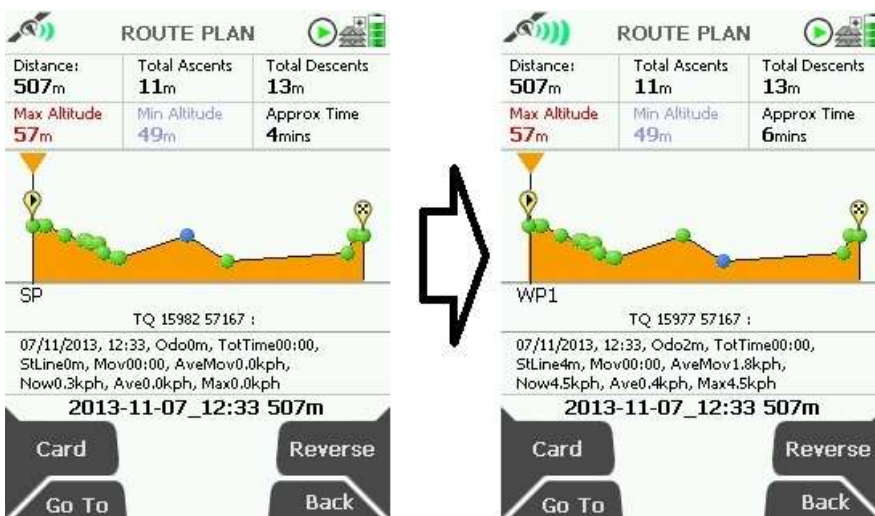 ROUTE PLAN
Distance: Total Ascents Total Descents
507m 11m 13m
Max Altitude Min Altitude Approx Time
57m 49m 4mins
SP
TQ 15982 57167 :
07/11/2013, 12:33, Odo0m, TotTime00:00,
StLine0m, Mov00:00, AveMov0.0kph,
Now0.3kph, Ave0.0kph, Max0.0kph
2013-11-07_12:33 507m
Card Reverse
Go To Back
ROUTE PLAN
Distance: Total Ascents Total Descents
507m 11m 13m
Max Altitude Min Altitude Approx Time
57m 49m 6mins
WP1
TQ 15977 57167 :
07/11/2013, 12:33, Odo2m, TotTime00:00,
StLine4m, Mov00:00, AveMov1.8kph,
Now4.5kph, Ave0.4kph, Max4.5kph
2013-11-07_12:33 507m
Card Reverse
Go To Back